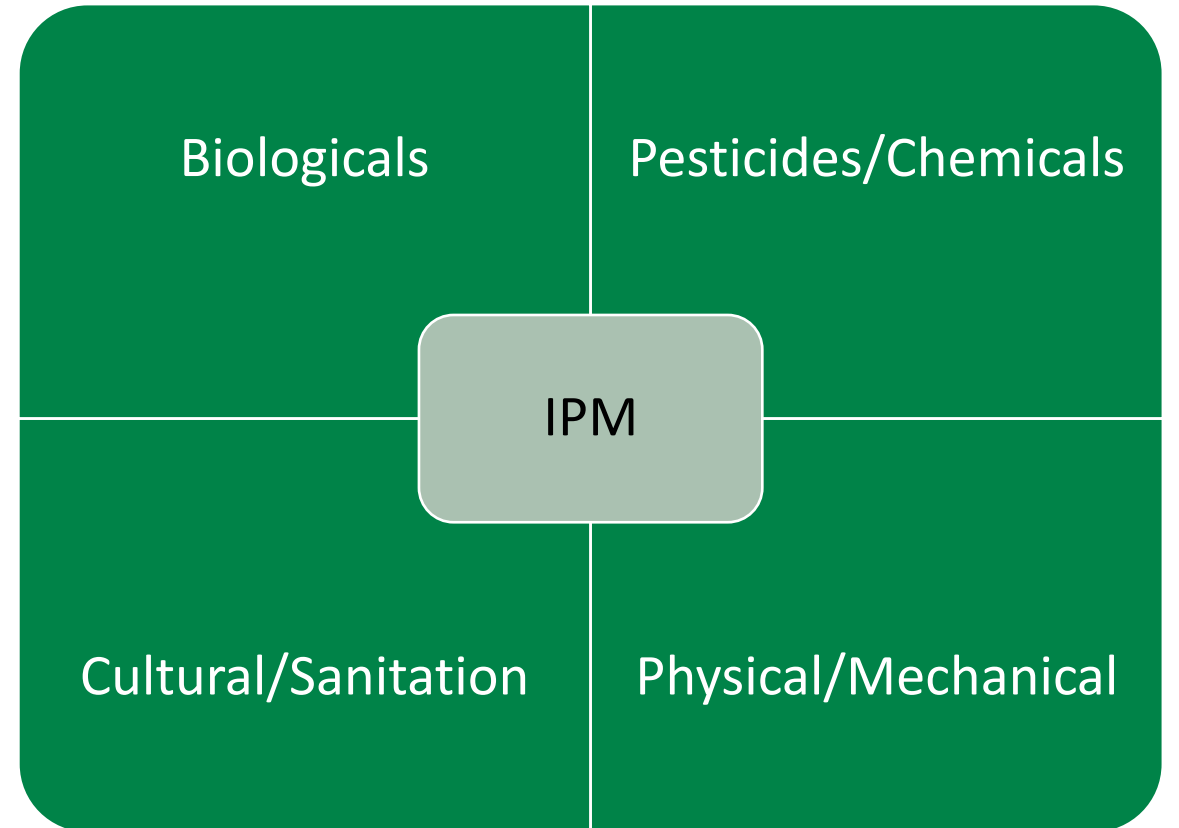 Biologicals
Pesticides/Chemicals
IPM
Cultural/Sanitation
Physical/Mechanical